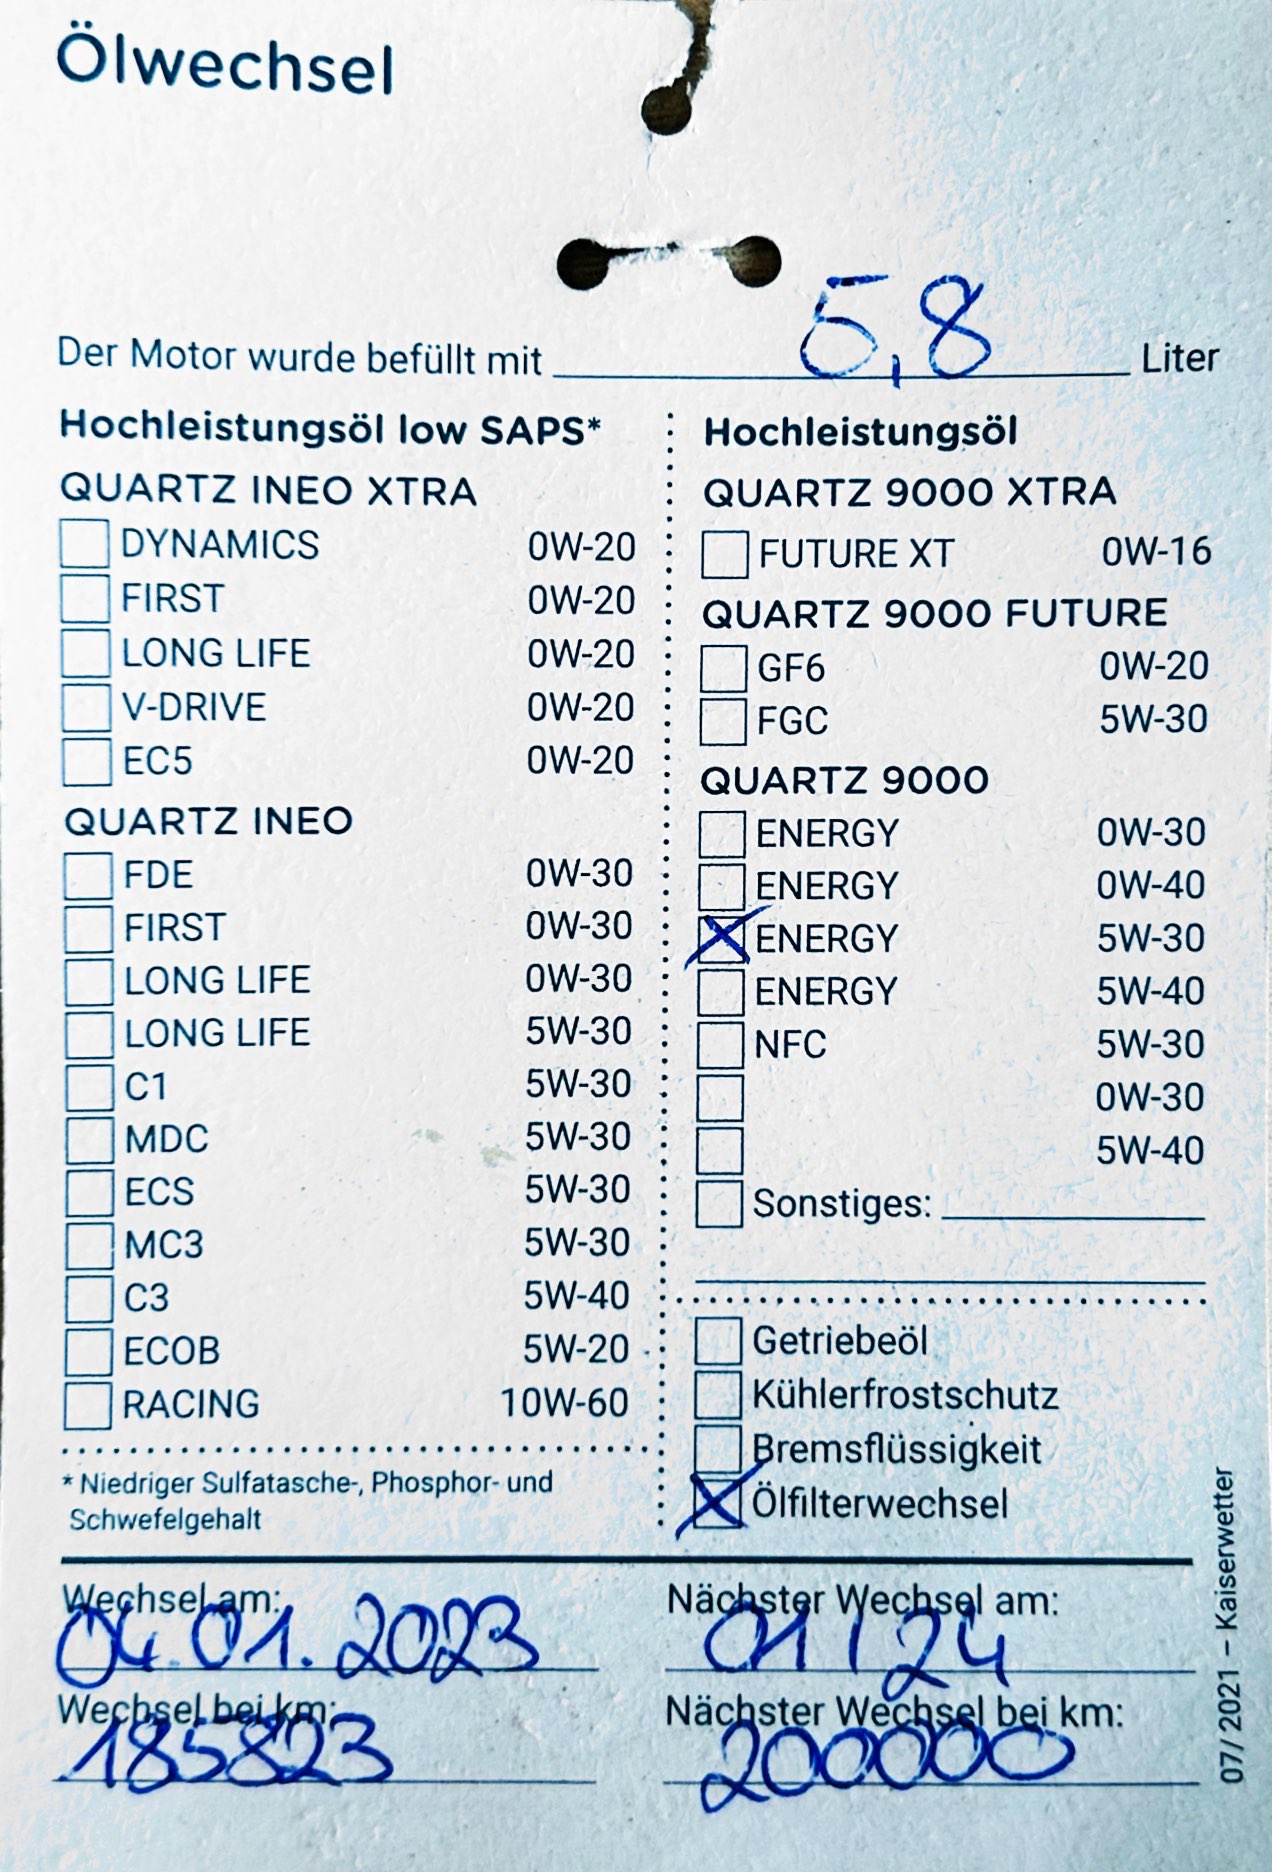 Ölwechsel
Der Motor wurde befüllt mit 5,8 Liter
Hochleistungsöl low SAPS*
QUARTZ INEO XTRA
DYNAMICS 0W-20
FIRST 0W-20
LONG LIFE 0W-20
V-DRIVE 0W-20
EC5 0W-20
QUARTZ INEO
FDE 0W-30
FIRST 0W-30
LONG LIFE 0W-30
LONG LIFE 5W-30
C1 5W-30
MDC 5W-30
ECS 5W-30
MC3 5W-30
C3 5W-40
ECOB 5W-20
RACING 10W-60
* Niedriger Sulfatasche-, Phosphor- und
Schwefelgehalt
Hochleistungsöl
QUARTZ 9000 XTRA
FUTURE XT 0W-16
QUARTZ 9000 FUTURE
GF6 0W-20
FGC 5W-30
QUARTZ 9000
ENERGY 0W-30
ENERGY 0W-40
X ENERGY 5W-30
ENERGY 5W-40
NFC 5W-30
0W-30
5W-40
Sonstiges:
Getriebeöl
Kühlerfrostschutz
Bremsflüssigkeit
X Ölfilterwechsel
Wechsel am:
04.01.2023
Nächster Wechsel am:
01/24
Wechsel bei km:
185823
Nächster Wechsel bei km:
200000
07/2021 – Kaiserwetter